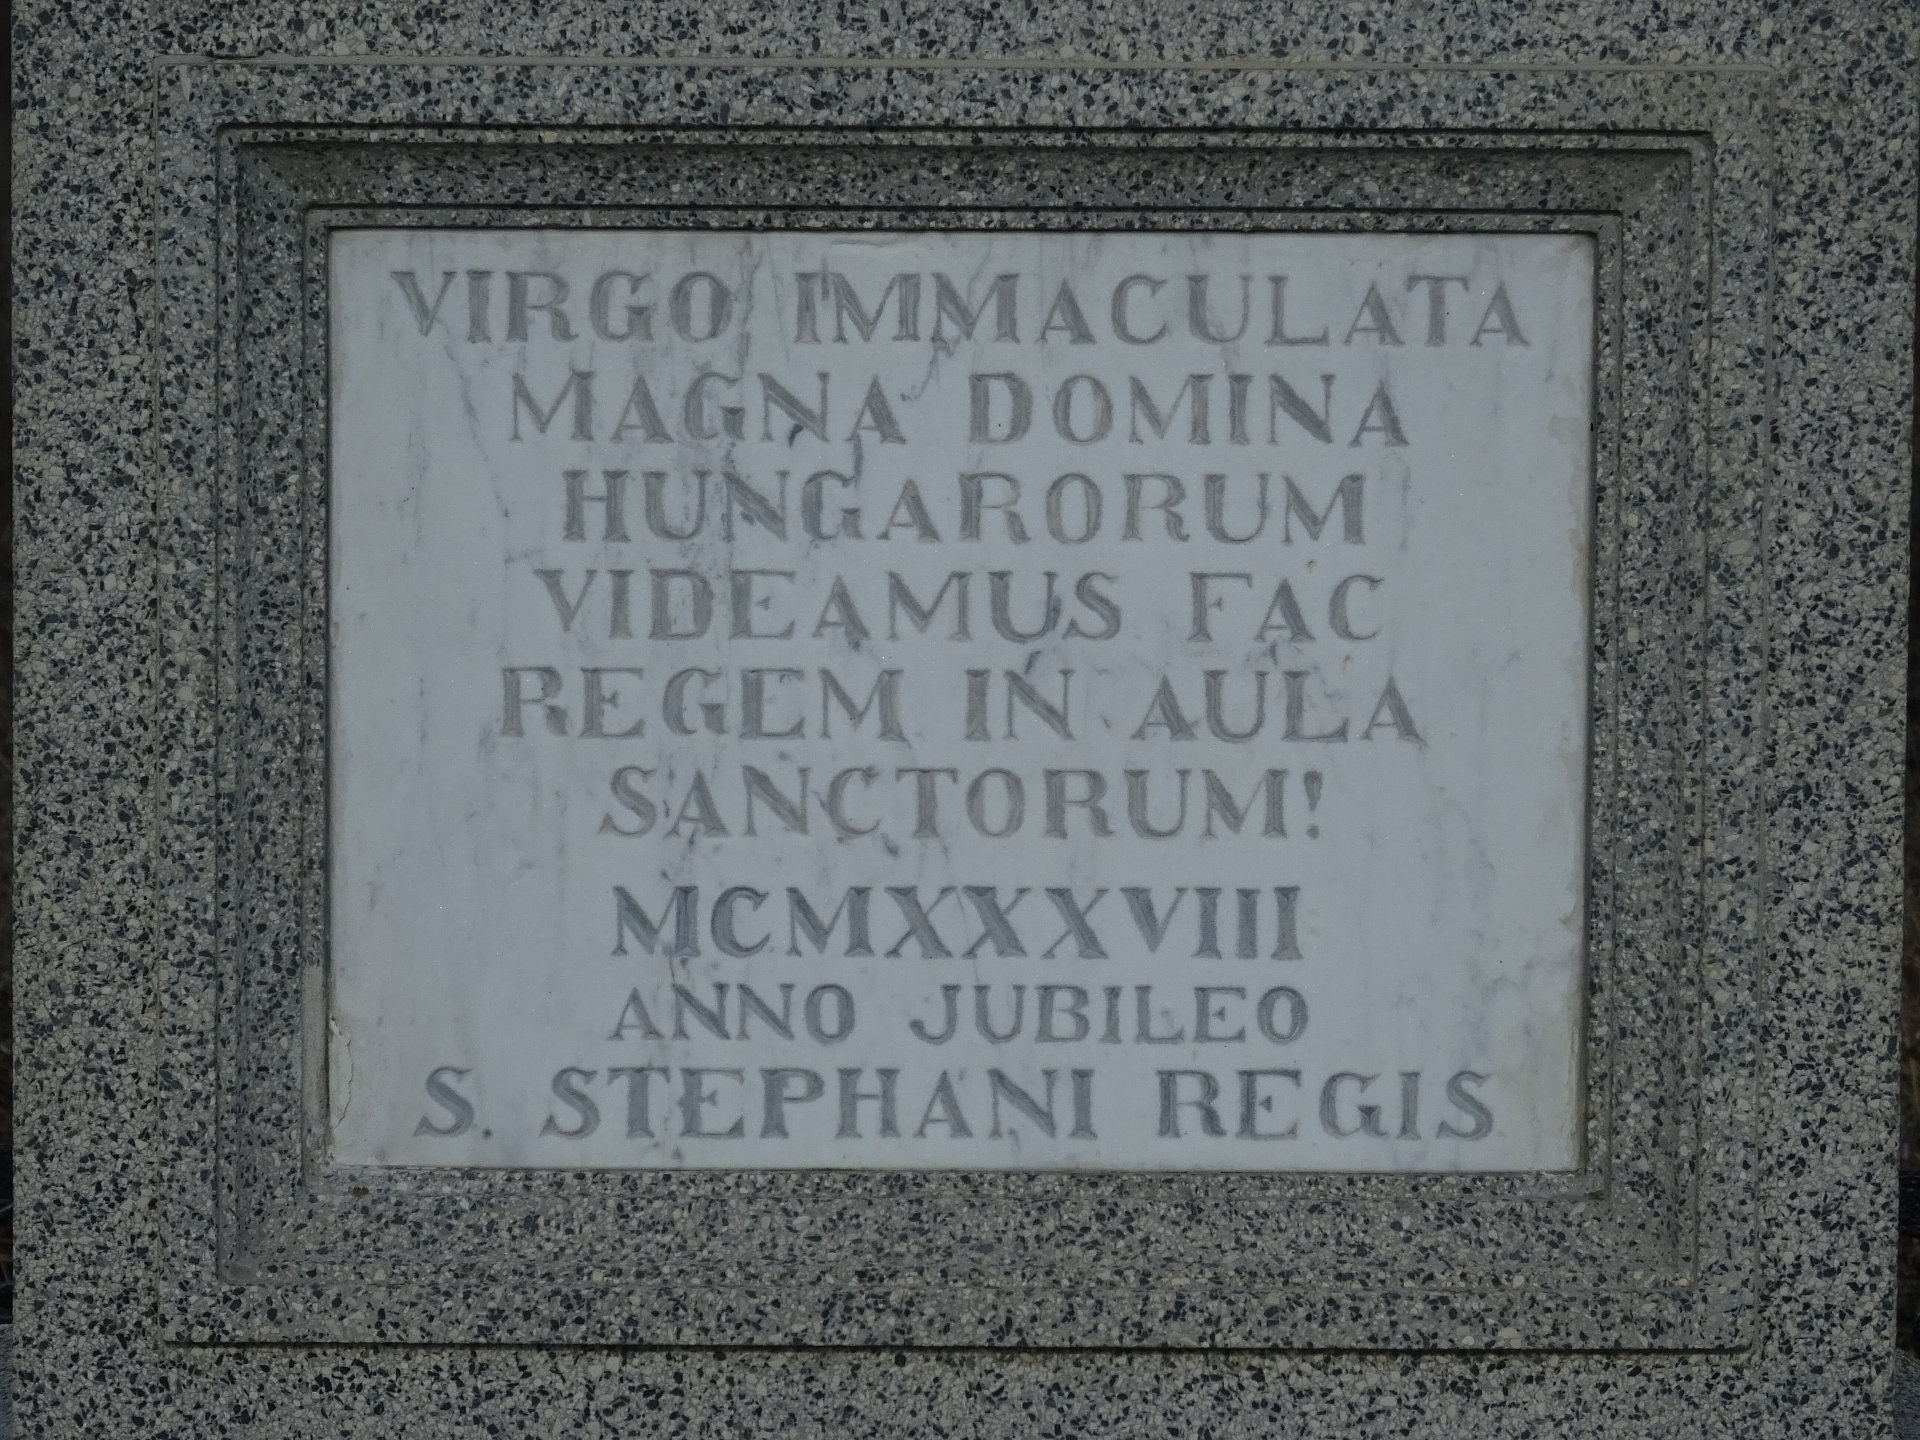 VIRGO IMMACULATA
MAGNA DOMINA
HUNGARORUM
VIDEAMUS FAC
REGEM IN AULA
SANCTORUM!
MCMXXXVIII
ANNO JUBILEO
S. STEPHANI REGIS